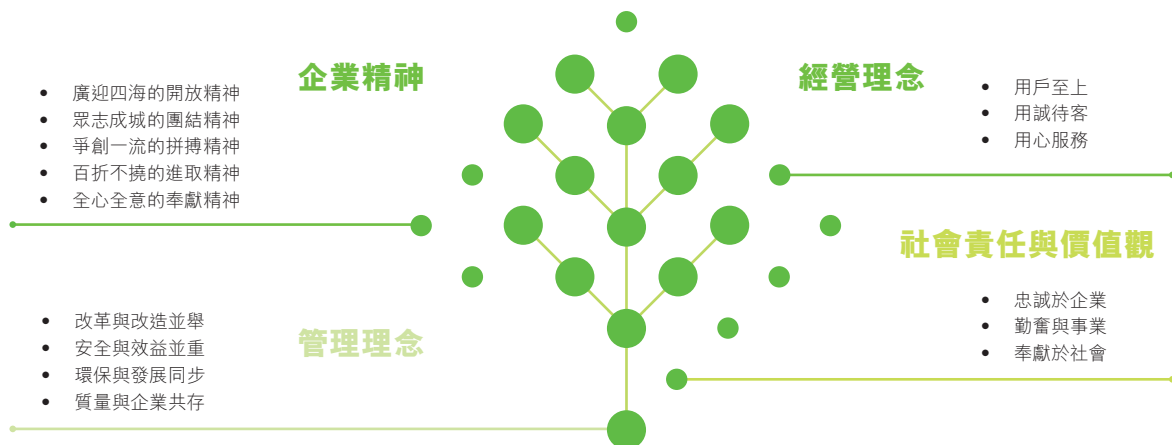 企業精神
• 廣迎四海的開放精神
• 眾志成城的團結精神
• 爭創一流的拼搏精神
• 百折不撓的進取精神
• 全心全意的奉獻精神
經營理念
• 用戶至上
• 用誠待客
• 用心服務
管理理念
• 改革與改造並舉
• 安全與效益並重
• 環保與發展同步
• 質量與企業共存
社會責任與價值觀
• 忠誠於企業
• 勤奮與事業
• 奉獻於社會